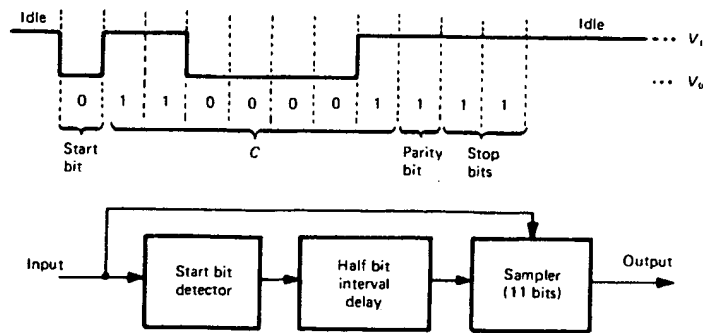 Idle
Idle
V₁
V₀
0 1 1 0 0 0 0 1 1 1 1
Start
bit
C
Parity
bit
Stop
bits
Input
Start bit
detector
Half bit
interval
delay
Sampler
(11 bits)
Output